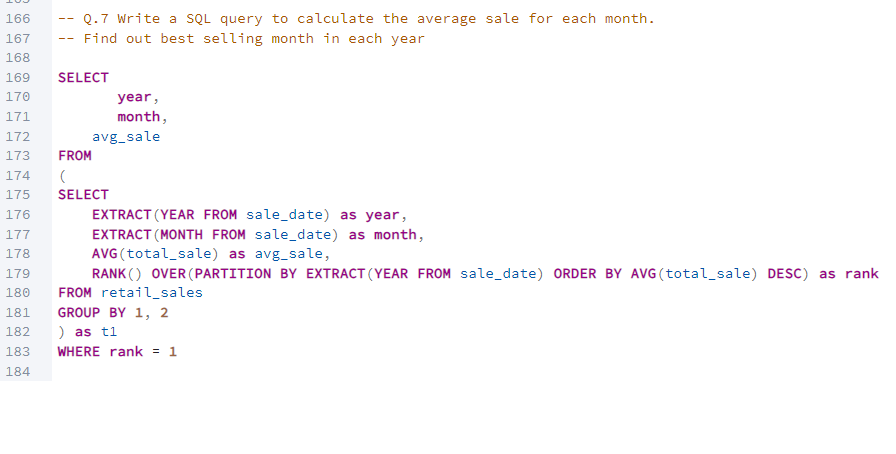 166 -- Q.7 Write a SQL query to calculate the average sale for each month.
167 -- Find out best selling month in each year
168
169 SELECT
170 year,
171 month,
172 avg_sale
173 FROM
174 (
175 SELECT
176 EXTRACT(YEAR FROM sale_date) as year,
177 EXTRACT(MONTH FROM sale_date) as month,
178 AVG(total_sale) as avg_sale,
179 RANK() OVER(PARTITION BY EXTRACT(YEAR FROM sale_date) ORDER BY AVG(total_sale) DESC) as rank
180 FROM retail_sales
181 GROUP BY 1, 2
182 ) as t1
183 WHERE rank = 1
184